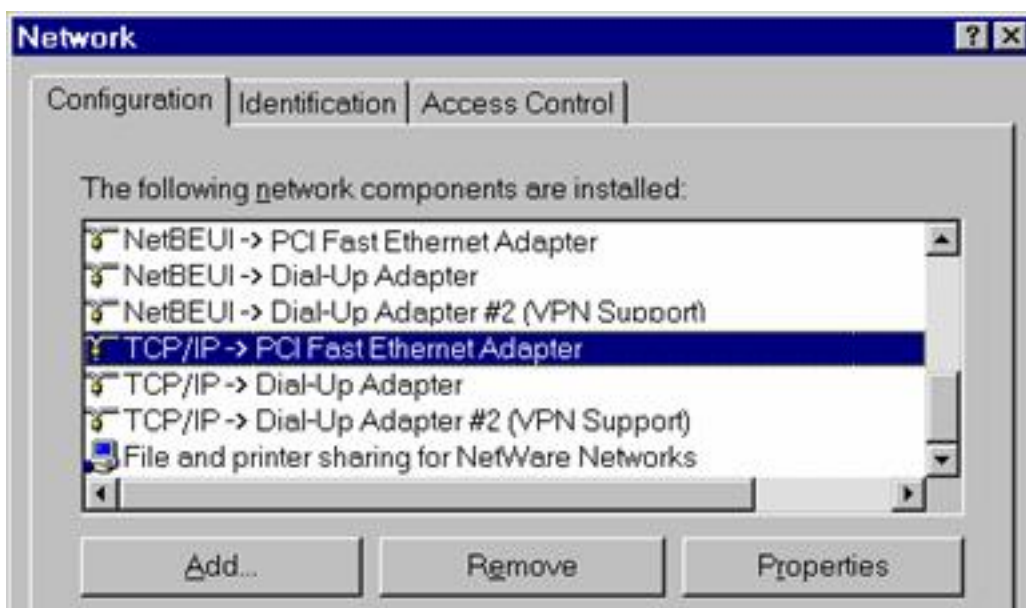 Network
Configuration Identification Access Control
The following network components are installed:
NetBEUI -> PCI Fast Ethernet Adapter
NetBEUI -> Dial-Up Adapter
NetBEUI -> Dial-Up Adapter #2 (VPN Support)
TCP/IP -> PCI Fast Ethernet Adapter
TCP/IP -> Dial-Up Adapter
TCP/IP -> Dial-Up Adapter #2 (VPN Support)
File and printer sharing for NetWare Networks
Add... Remove Properties